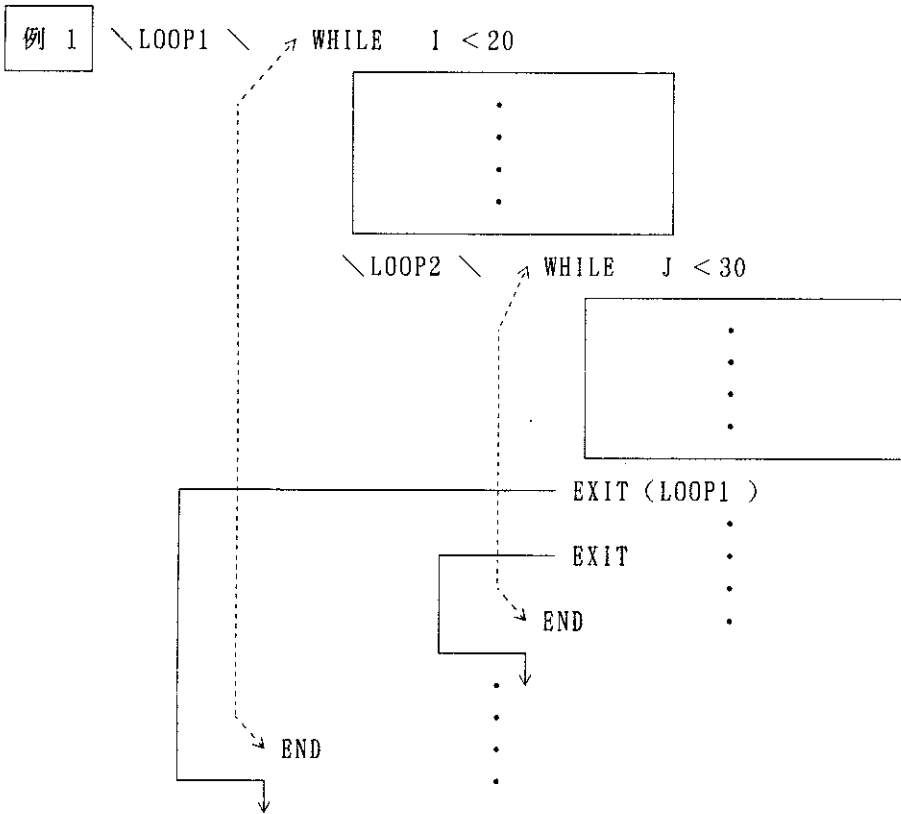 例 1 \LOOP1 \ WHILE I < 20
\LOOP2 \ WHILE J < 30
EXIT (LOOP1 )
EXIT
END
END